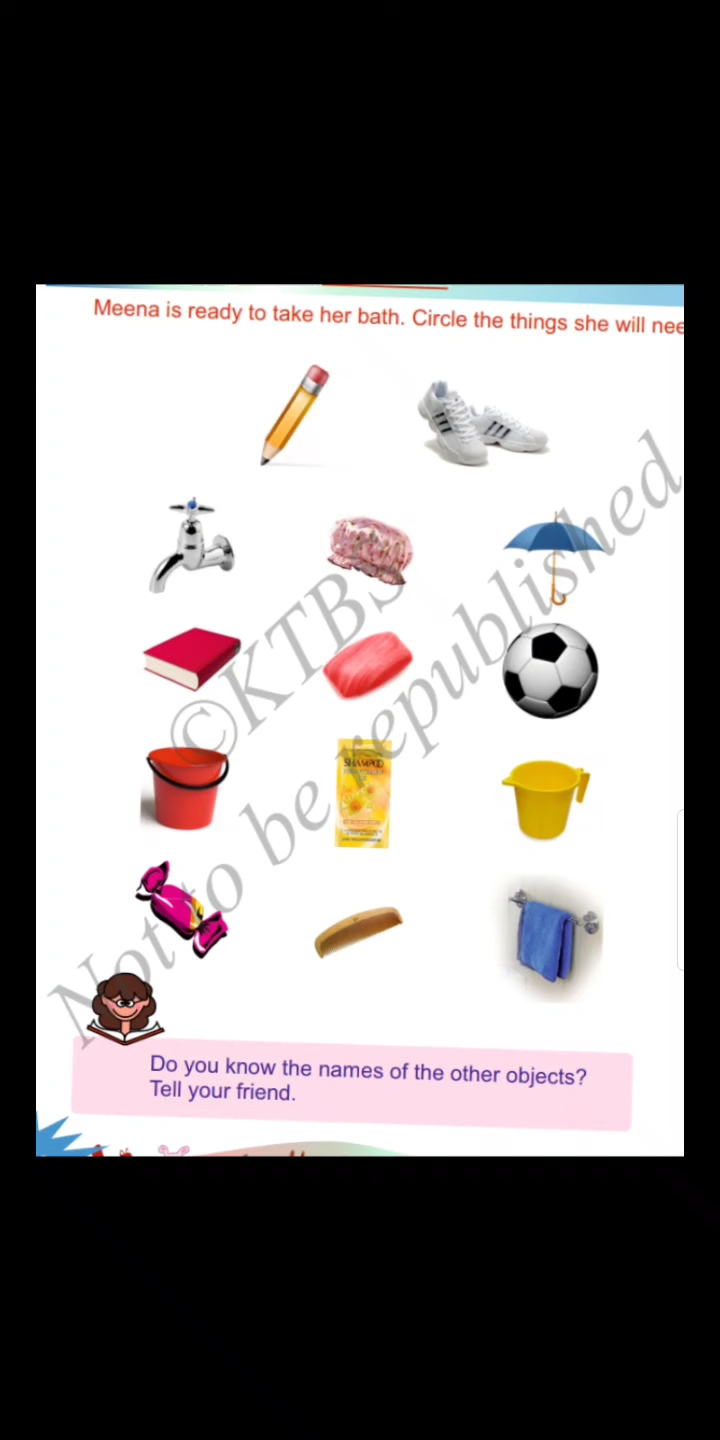 Meena is ready to take her bath. Circle the things she will nee
©KTBS
Not to be republished
SHAMPOO
Do you know the names of the other objects?
Tell your friend.